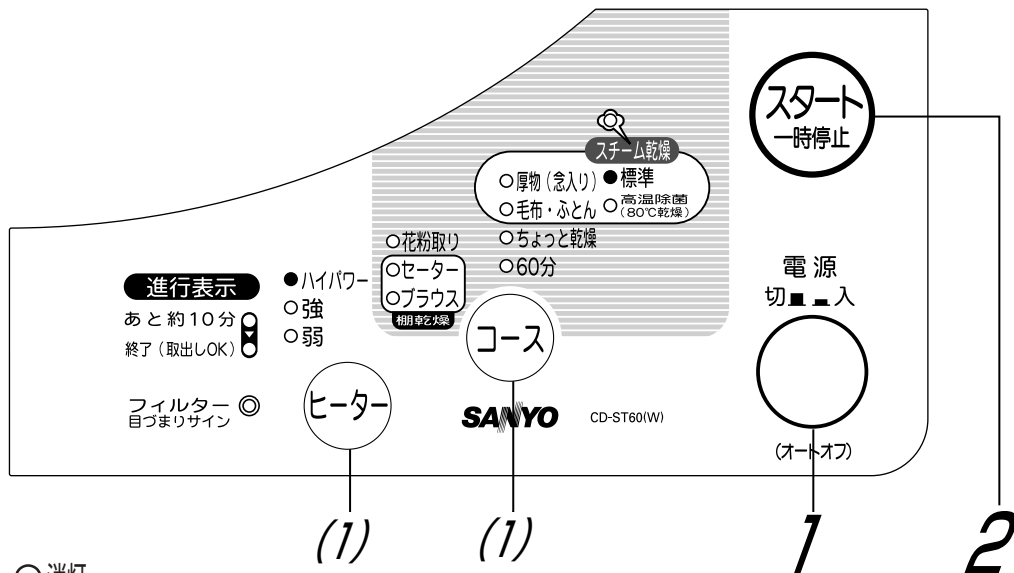 スタート
一時停止
スチーム乾燥
○厚物(念入り) ●標準
○毛布・ふとん ○高温除菌
(80℃乾燥)
○花粉取り ○ちょっと乾燥
○セーター ○60分
○ブラウス
棚乾燥
進行表示
あと約10分
終了(取出しOK)
●ハイパワー
○強
○弱
コース
ヒーター
フィルター
目づまりサイン
SANYO
CD-ST60(W)
電源
切 入
(オートオフ)
(1) (1) 1 2
○消灯